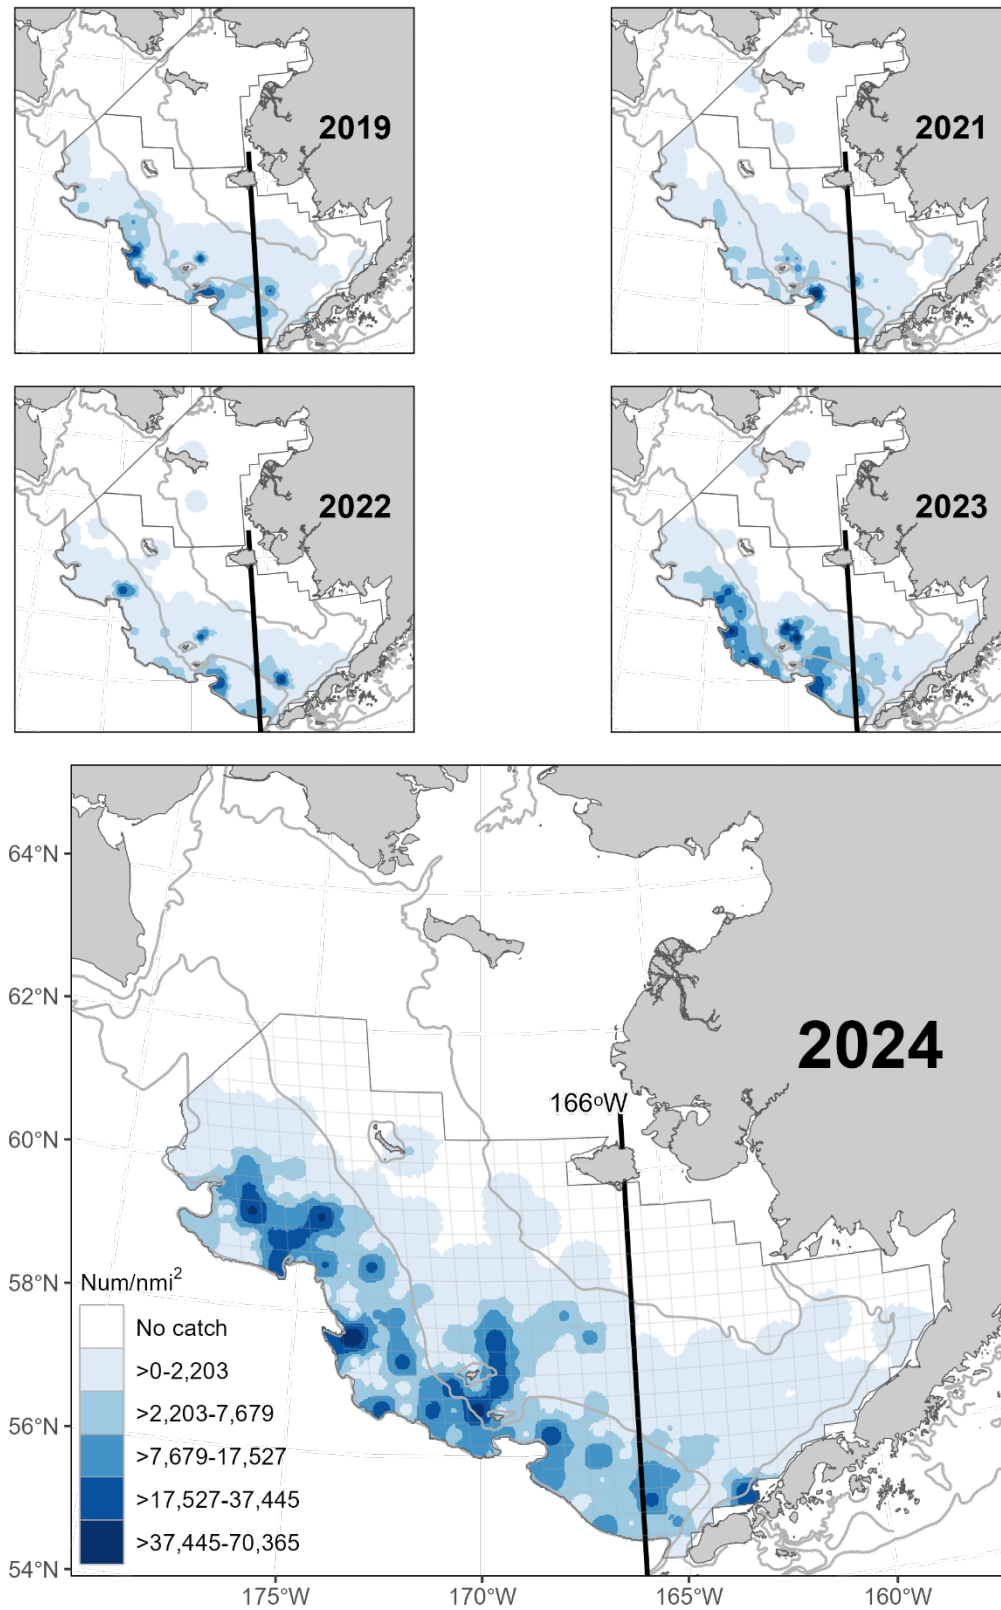 2019
2021
2022
2023
2024
166°W
64°N
62°N
60°N
58°N
56°N
54°N
Num/nmi²
No catch
>0-2,203
>2,203-7,679
>7,679-17,527
>17,527-37,445
>37,445-70,365
175°W
170°W
165°W
160°W